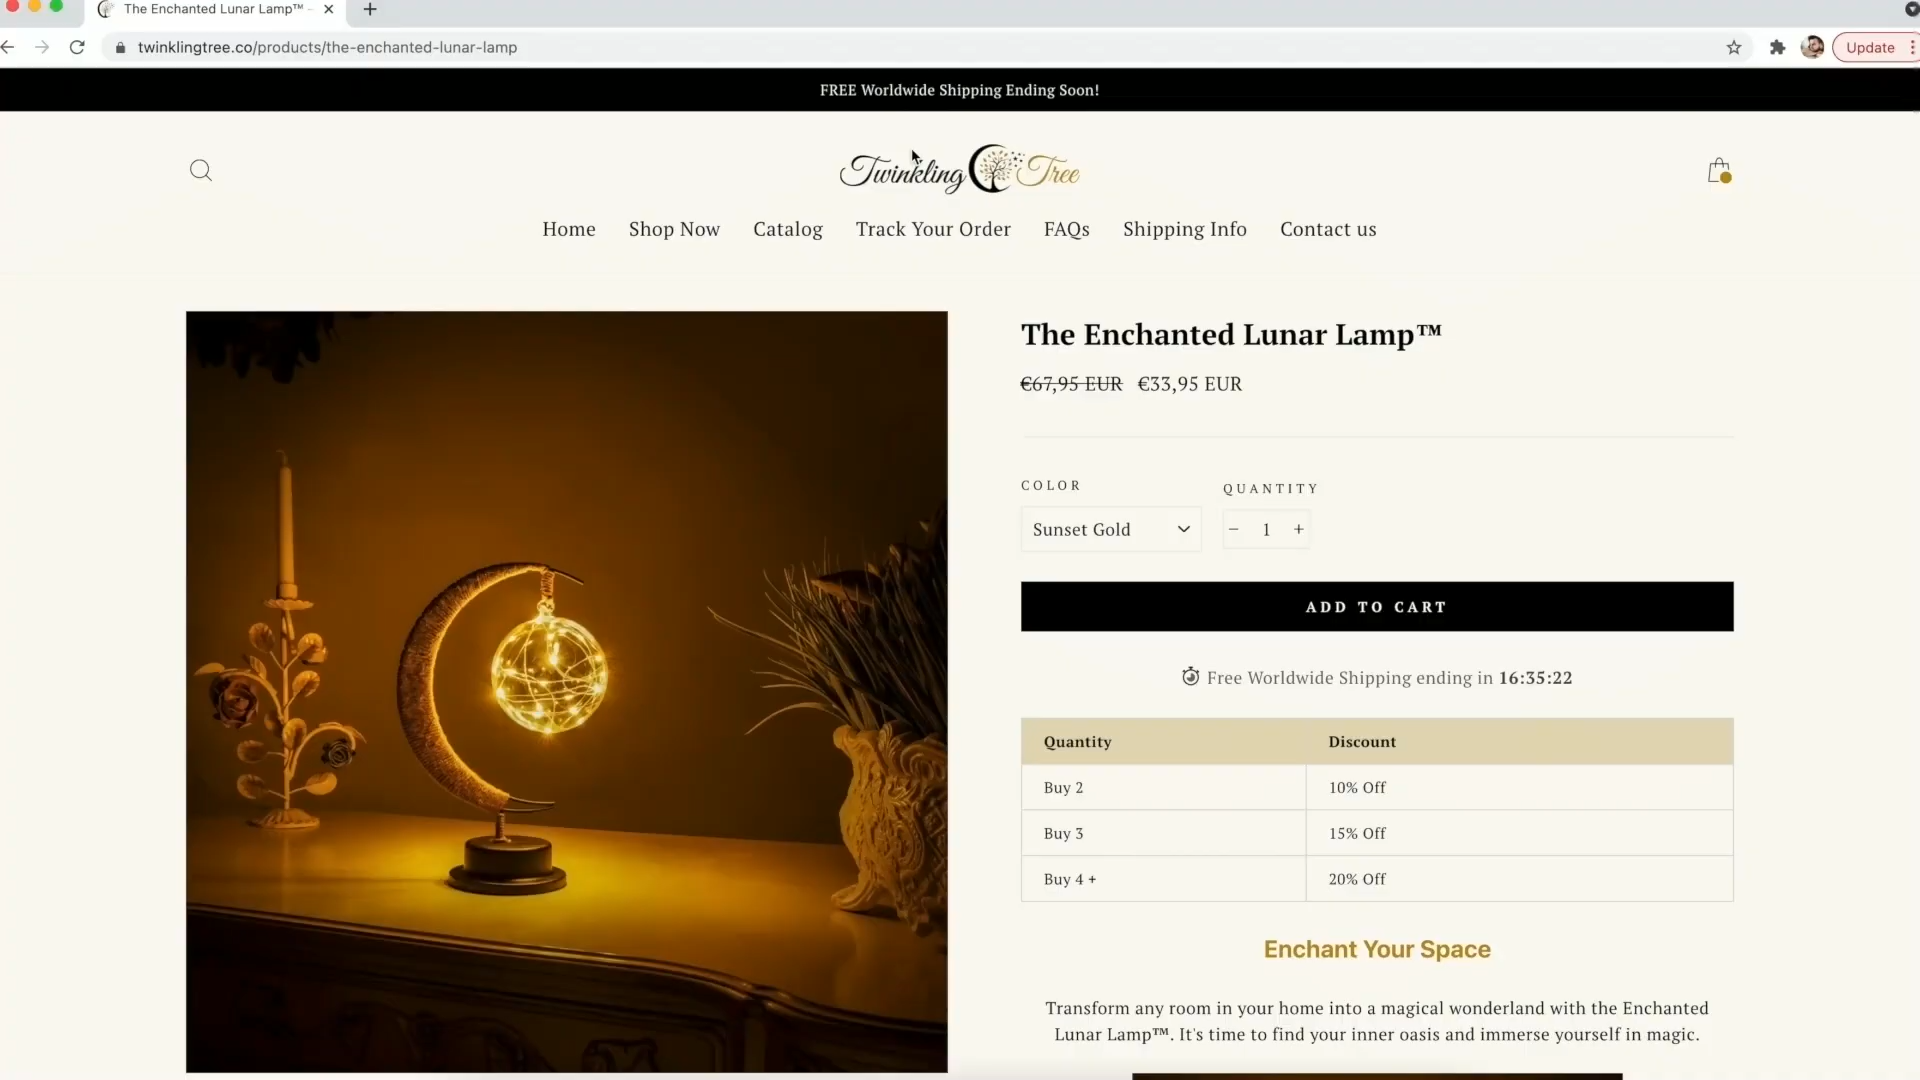 The Enchanted Lunar Lamp™ -
twinklingtree.co/products/the-enchanted-lunar-lamp
Update
FREE Worldwide Shipping Ending Soon!
Twinkling Tree
Home Shop Now Catalog Track Your Order FAQs Shipping Info Contact us
The Enchanted Lunar Lamp™
€67,95 EUR €33,95 EUR
COLOR QUANTITY
Sunset Gold − 1 +
ADD TO CART
Free Worldwide Shipping ending in 16:35:22
Quantity Discount
Buy 2 10% Off
Buy 3 15% Off
Buy 4 + 20% Off
Enchant Your Space
Transform any room in your home into a magical wonderland with the Enchanted
Lunar Lamp™. It's time to find your inner oasis and immerse yourself in magic.